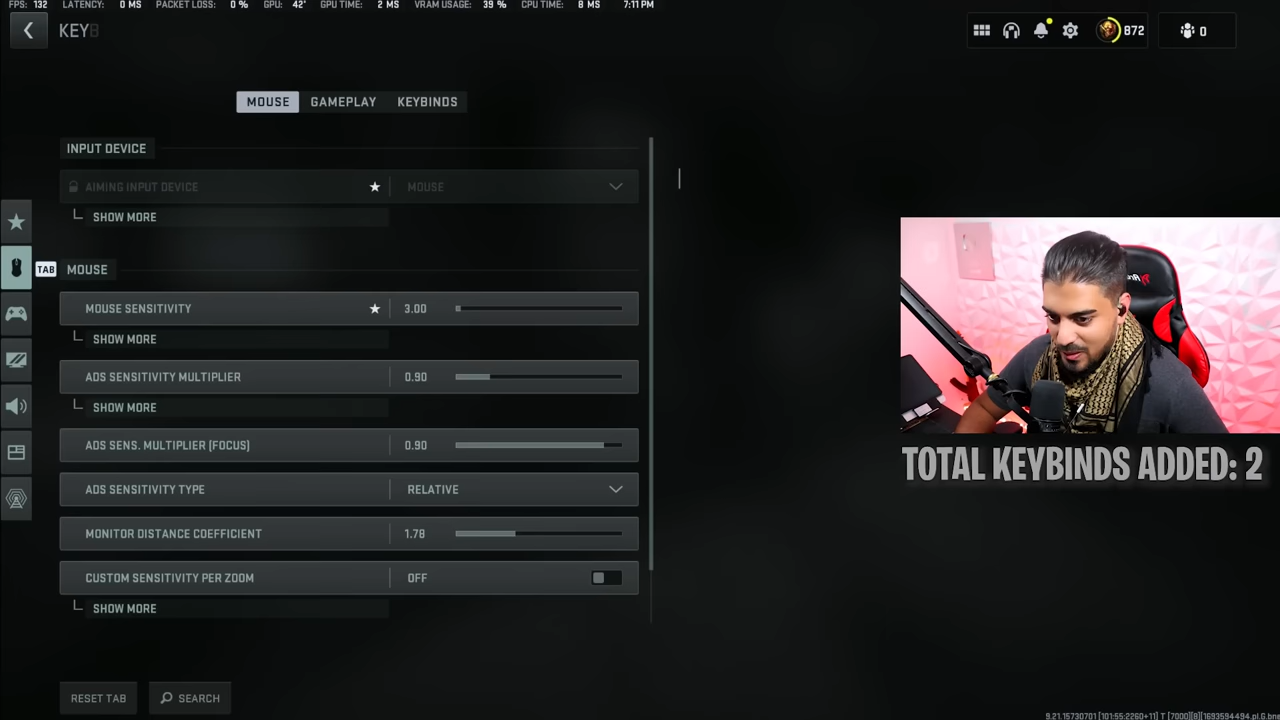 FPS: 132 LATENCY: 0 MS PACKET LOSS: 0 % GPU: 42° GPU TIME: 2 MS VRAM USAGE: 39 % CPU TIME: 8 MS 7:11 PM
KEYB
872
0
MOUSE GAMEPLAY KEYBINDS
INPUT DEVICE
AIMING INPUT DEVICE MOUSE
SHOW MORE
TAB MOUSE
MOUSE SENSITIVITY 3.00
SHOW MORE
ADS SENSITIVITY MULTIPLIER 0.90
SHOW MORE
ADS SENS. MULTIPLIER (FOCUS) 0.90
ADS SENSITIVITY TYPE RELATIVE
MONITOR DISTANCE COEFFICIENT 1.78
CUSTOM SENSITIVITY PER ZOOM OFF
SHOW MORE
TOTAL KEYBINDS ADDED: 2
RESET TAB SEARCH